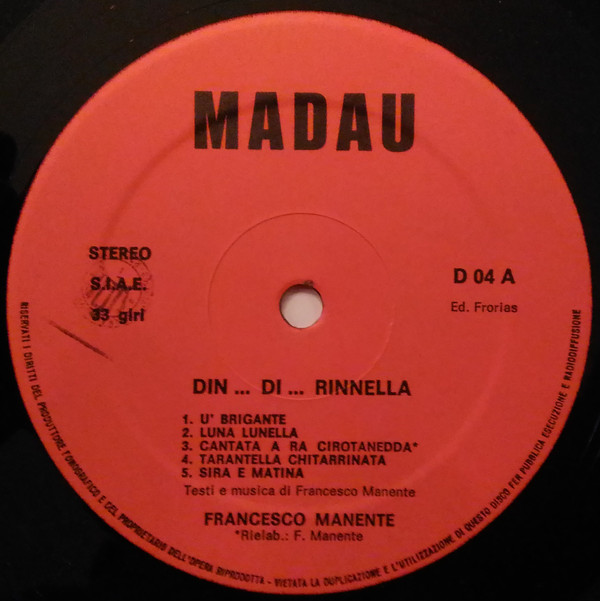 MADAU
STEREO
S.I.A.E.
33 giri
D 04 A
Ed. Frorias
DIN ... DI ... RINNELLA
1. U' BRIGANTE
2. LUNA LUNELLA
3. CANTATA A RA CIROTANEDDA*
4. TARANTELLA CHITARRINATA
5. SIRA E MATINA
Testi e musica di Francesco Manente
FRANCESCO MANENTE
*Rielab.: F. Manente
RISERVATI I DIRITTI DEL PRODUTTORE FONOGRAFICO E DEL PROPRIETARIO DELL'OPERA RIPRODOTTA - VIETATA LA DUPLICAZIONE E L'UTILIZZAZIONE DI QUESTO DISCO PER PUBBLICA ESECUZIONE E RADIODIFFUSIONE